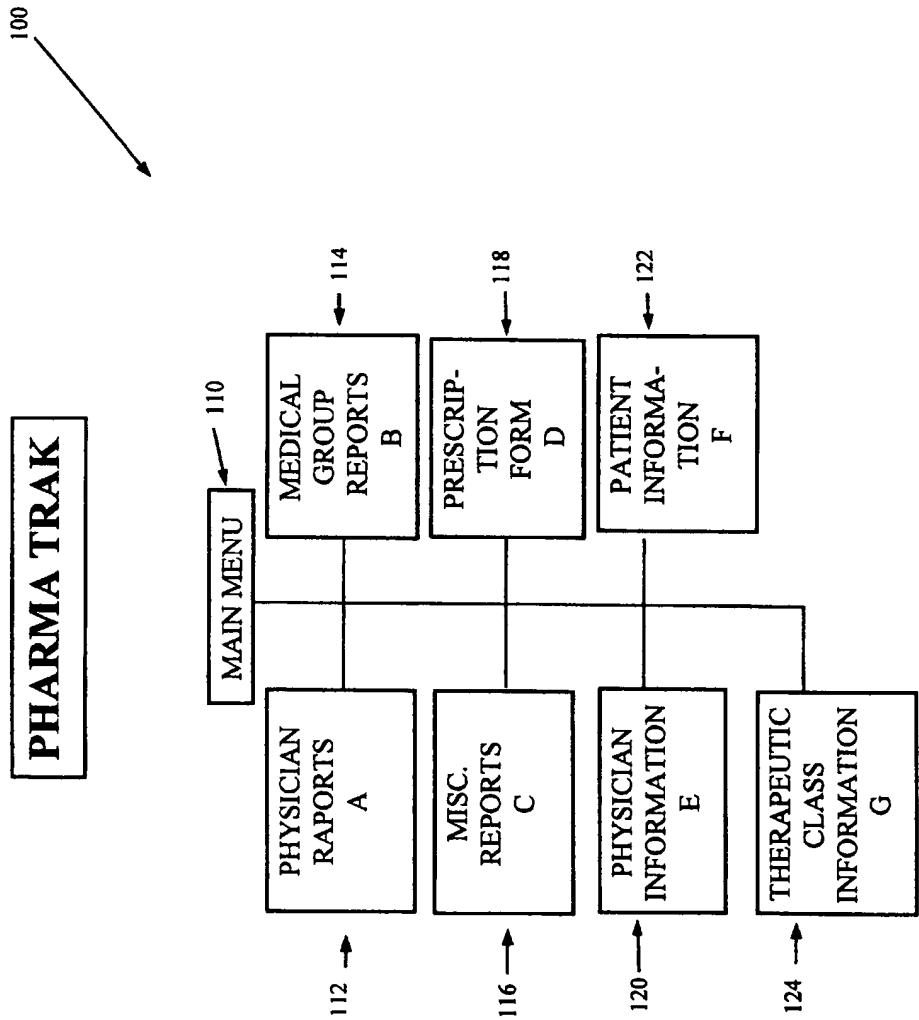 100
PHARMA TRAK
MAIN MENU
110
112
PHYSICIAN
RAPORTS
A
MEDICAL
GROUP
REPORTS
B
114
116
MISC.
REPORTS
C
PRESCRIP-
TION
FORM
D
118
120
PHYSICIAN
INFORMATION
E
PATIENT
INFORMA-
TION
F
122
124
THERAPEUTIC
CLASS
INFORMATION
G